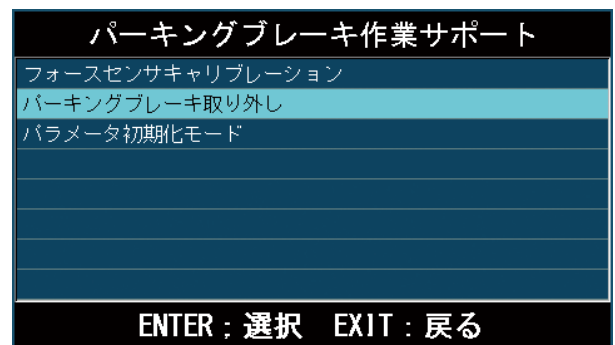 パーキングブレーキ作業サポート
フォースセンサキャリブレーション
パーキングブレーキ取り外し
パラメータ初期化モード
ENTER：選択　EXIT：戻る